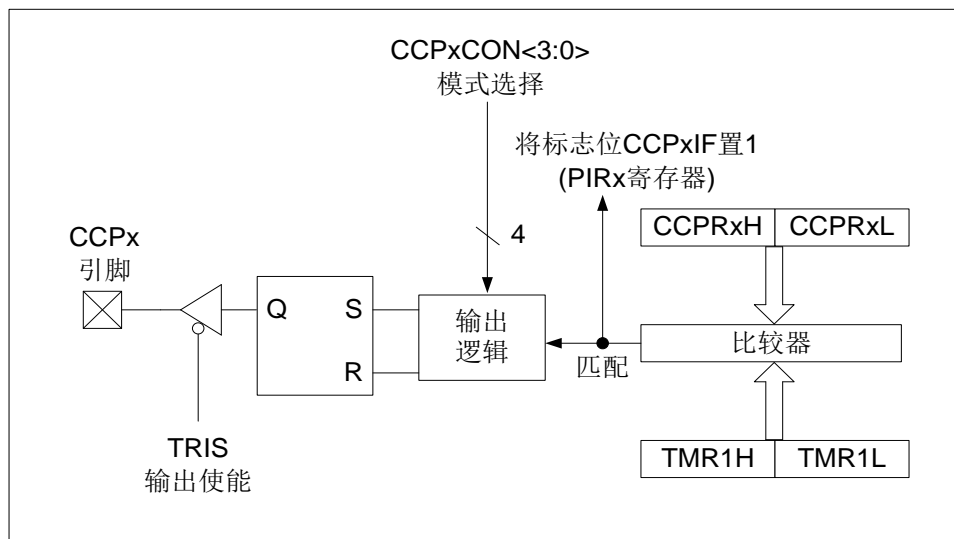 CCPxCON<3:0>
模式选择
将标志位CCPxIF置1
(PIRx寄存器)
4
CCPRxH CCPRxL
CCPx
引脚
Q S
R
输出
逻辑
匹配
比较器
TRIS
输出使能
TMR1H TMR1L